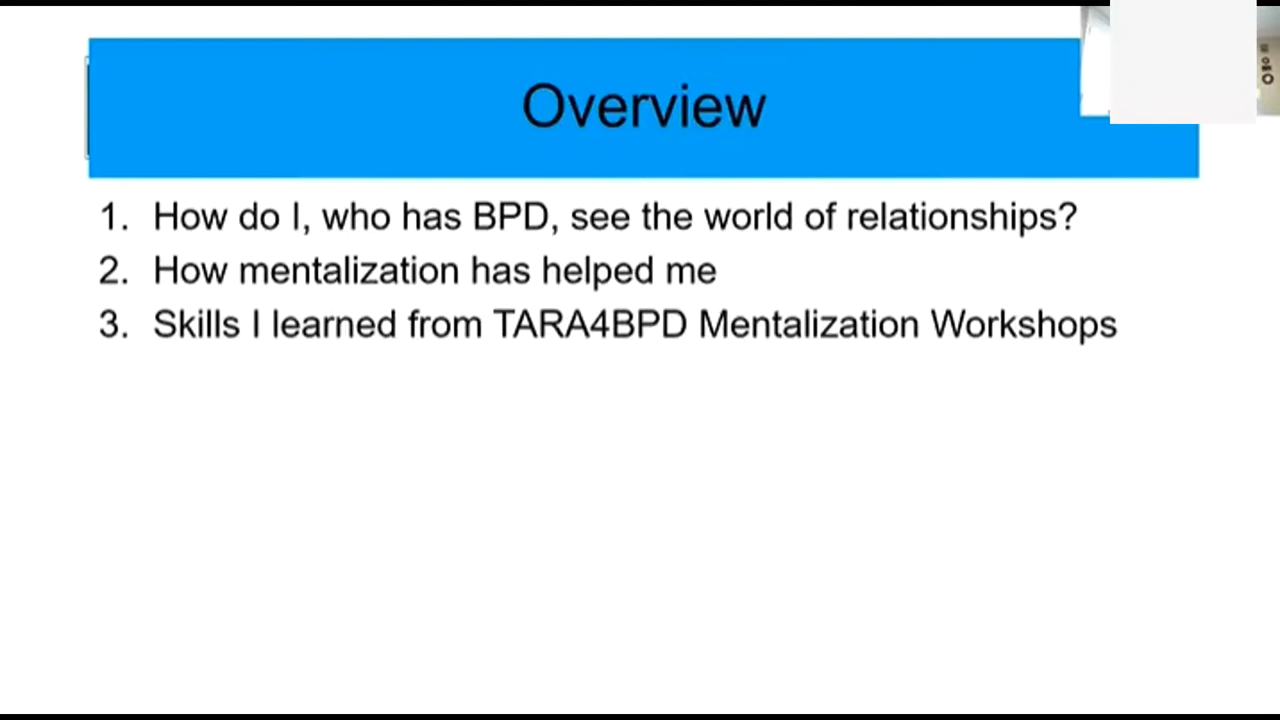 Overview
1. How do I, who has BPD, see the world of relationships?
2. How mentalization has helped me
3. Skills I learned from TARA4BPD Mentalization Workshops